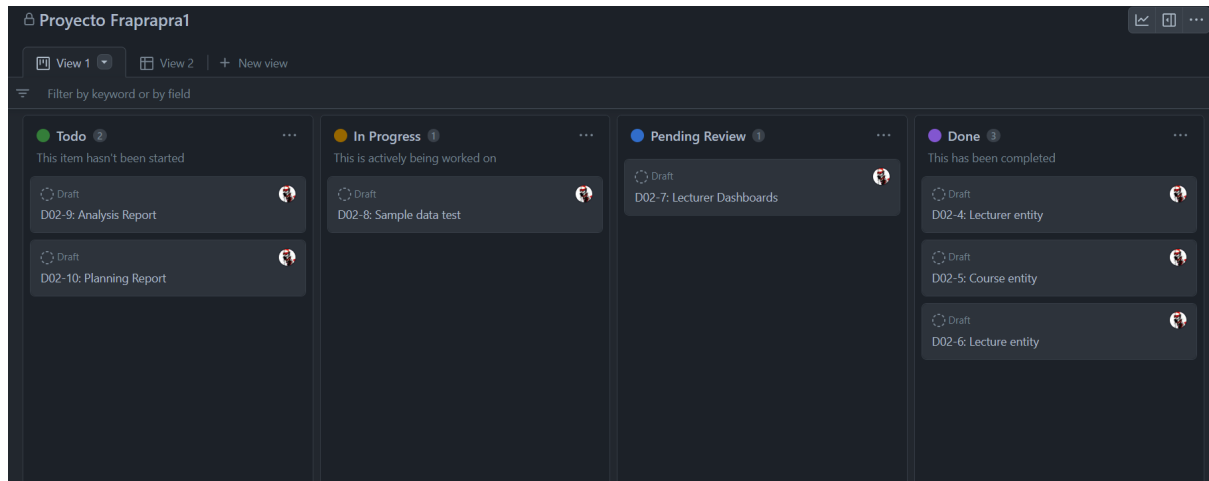 Proyecto Fraprapra1
View 1
View 2
New view
Filter by keyword or by field
Todo 2
This item hasn't been started
Draft
D02-9: Analysis Report
Draft
D02-10: Planning Report
In Progress 1
This is actively being worked on
Draft
D02-8: Sample data test
Pending Review 1
Draft
D02-7: Lecturer Dashboards
Done 3
This has been completed
Draft
D02-4: Lecturer entity
Draft
D02-5: Course entity
Draft
D02-6: Lecture entity